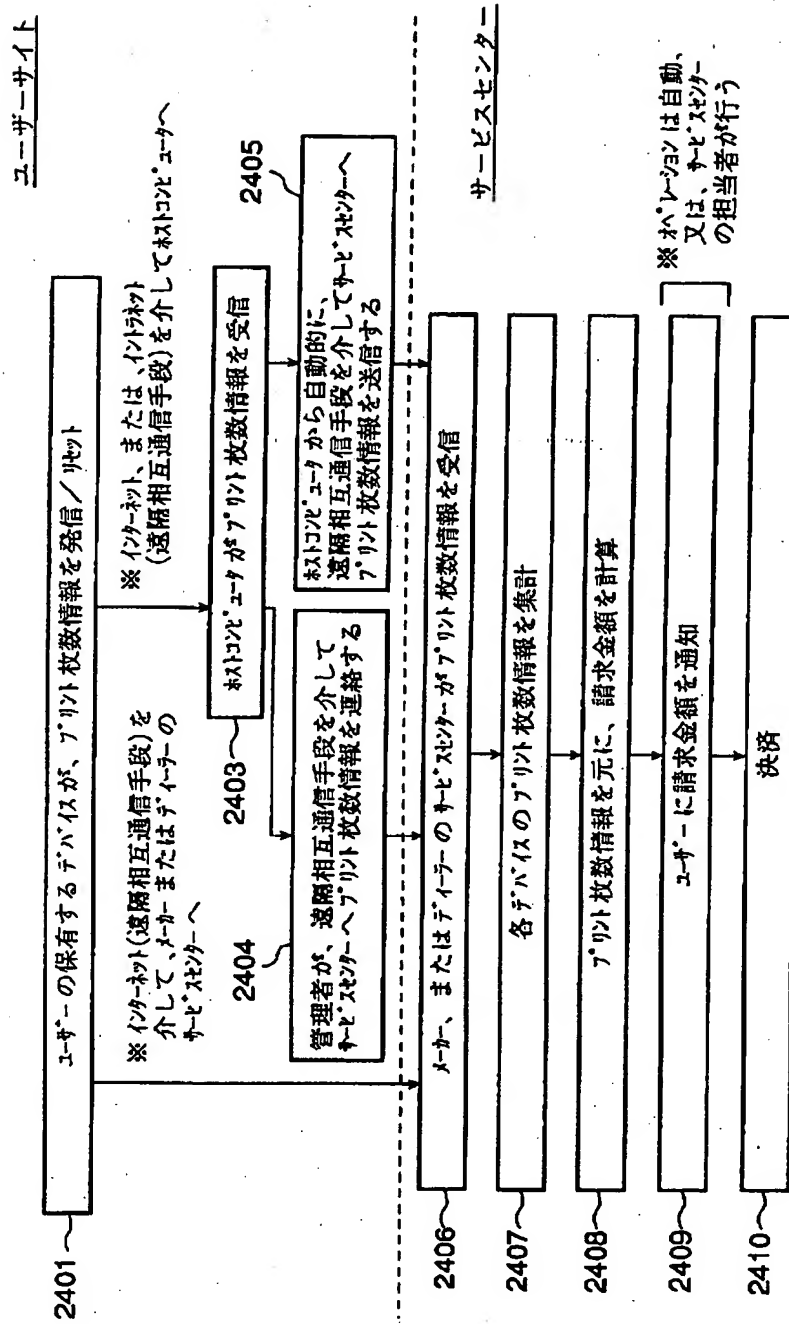 ユーザーサイト
2401
ユーザーの保有するデバイスが、プリント枚数情報を発信／リセット
※インターネット、または、イントラネット
(遠隔相互通信手段)を介してホストコンピュータへ
※インターネット(遠隔相互通信手段)を
介して、メーカーまたはディーラーの
サービスセンターへ
2403
ホストコンピュータがプリント枚数情報を受信
2404
管理者が、遠隔相互通信手段を介して
サービスセンターへプリント枚数情報を連絡する
2405
ホストコンピュータから自動的に、
遠隔相互通信手段を介してサービスセンターへ
プリント枚数情報を送信する
サービスセンター
2406
メーカー、またはディーラーのサービスセンターがプリント枚数情報を受信
2407
各デバイスのプリント枚数情報を集計
2408
プリント枚数情報を元に、請求金額を計算
2409
ユーザーに請求金額を通知
※オペレーションは自動、
又は、サービスセンター
の担当者が行う
2410
決済